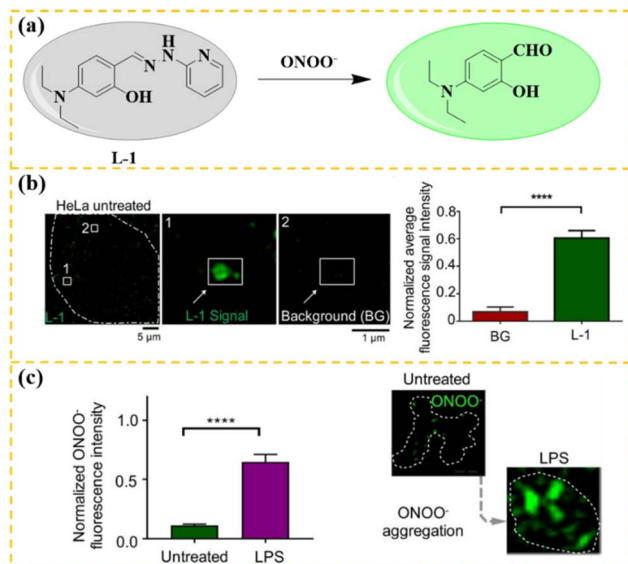 (a)
H
N
N
N
OH
N
L-1
ONOO⁻
CHO
OH
N
(b)
HeLa untreated
2
1
L-1
5 μm
1
L-1 Signal
2
Background (BG)
1 μm
Normalized average
fluorescence signal intensity
0.8
0.6
0.4
0.2
0.0
****
BG
L-1
(c)
Normalized ONOO⁻
fluorescence intensity
1.0
0.5
0.0
****
Untreated
LPS
Untreated
ONOO⁻
LPS
ONOO⁻
aggregation